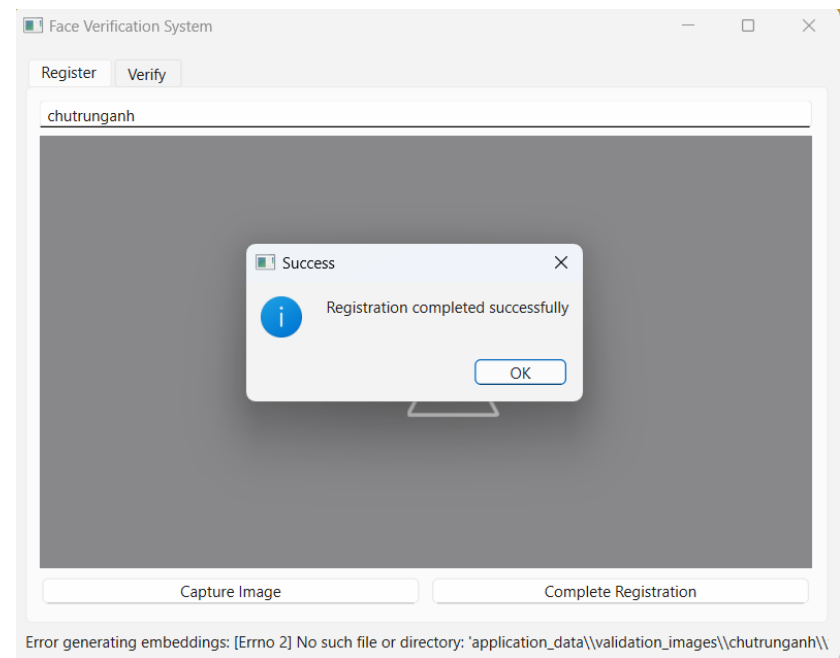 Face Verification System
Register
Verify
chutrunganh
Success
Registration completed successfully
OK
Capture Image
Complete Registration
Error generating embeddings: [Errno 2] No such file or directory: 'application_data\\validation_images\\chutrunganh\\